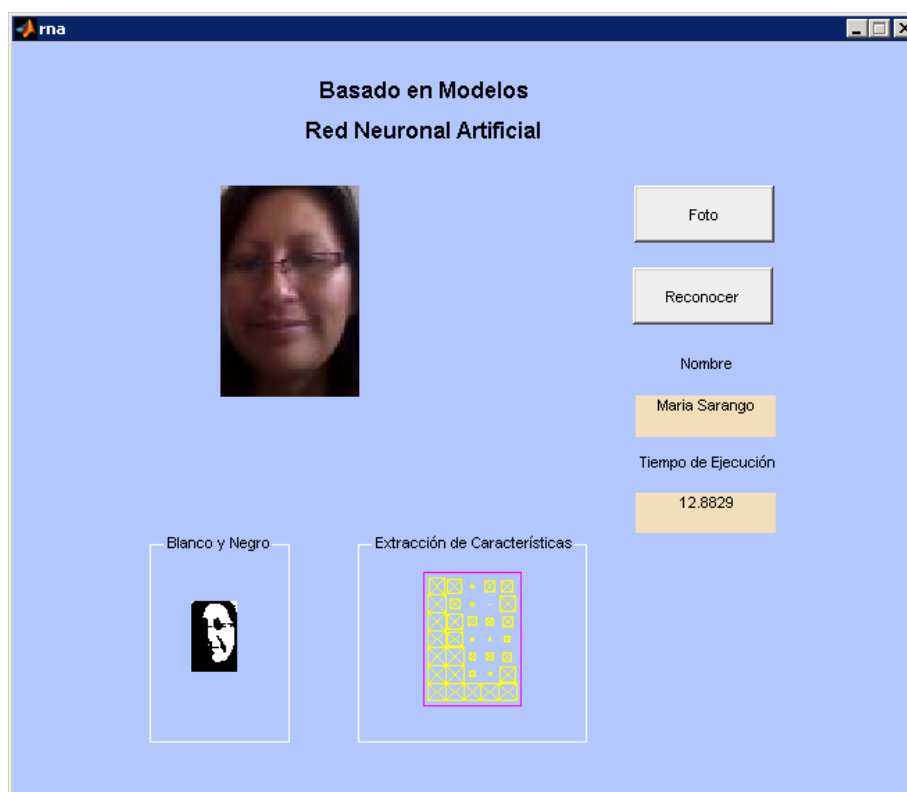 rna
Basado en Modelos
Red Neuronal Artificial
Foto
Reconocer
Nombre
Maria Sarango
Tiempo de Ejecución
12.8829
Blanco y Negro
Extracción de Características